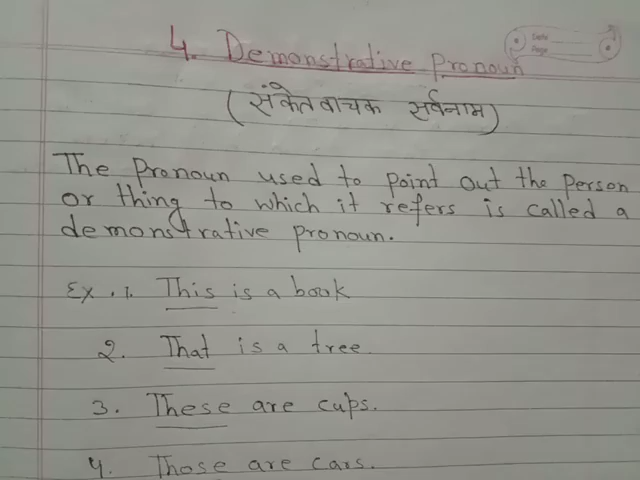 Date
Page
4. Demonstrative Pronoun
(संकेतवाचक सर्वनाम)
The Pronoun used to point out the person
or thing to which it refers is called a
demonstrative pronoun.
Ex. 1. This is a book
2. That is a tree.
3. These are cups.
4. Those are cars.